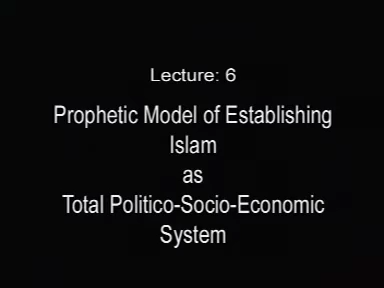 Lecture: 6
Prophetic Model of Establishing
Islam
as
Total Politico-Socio-Economic
System